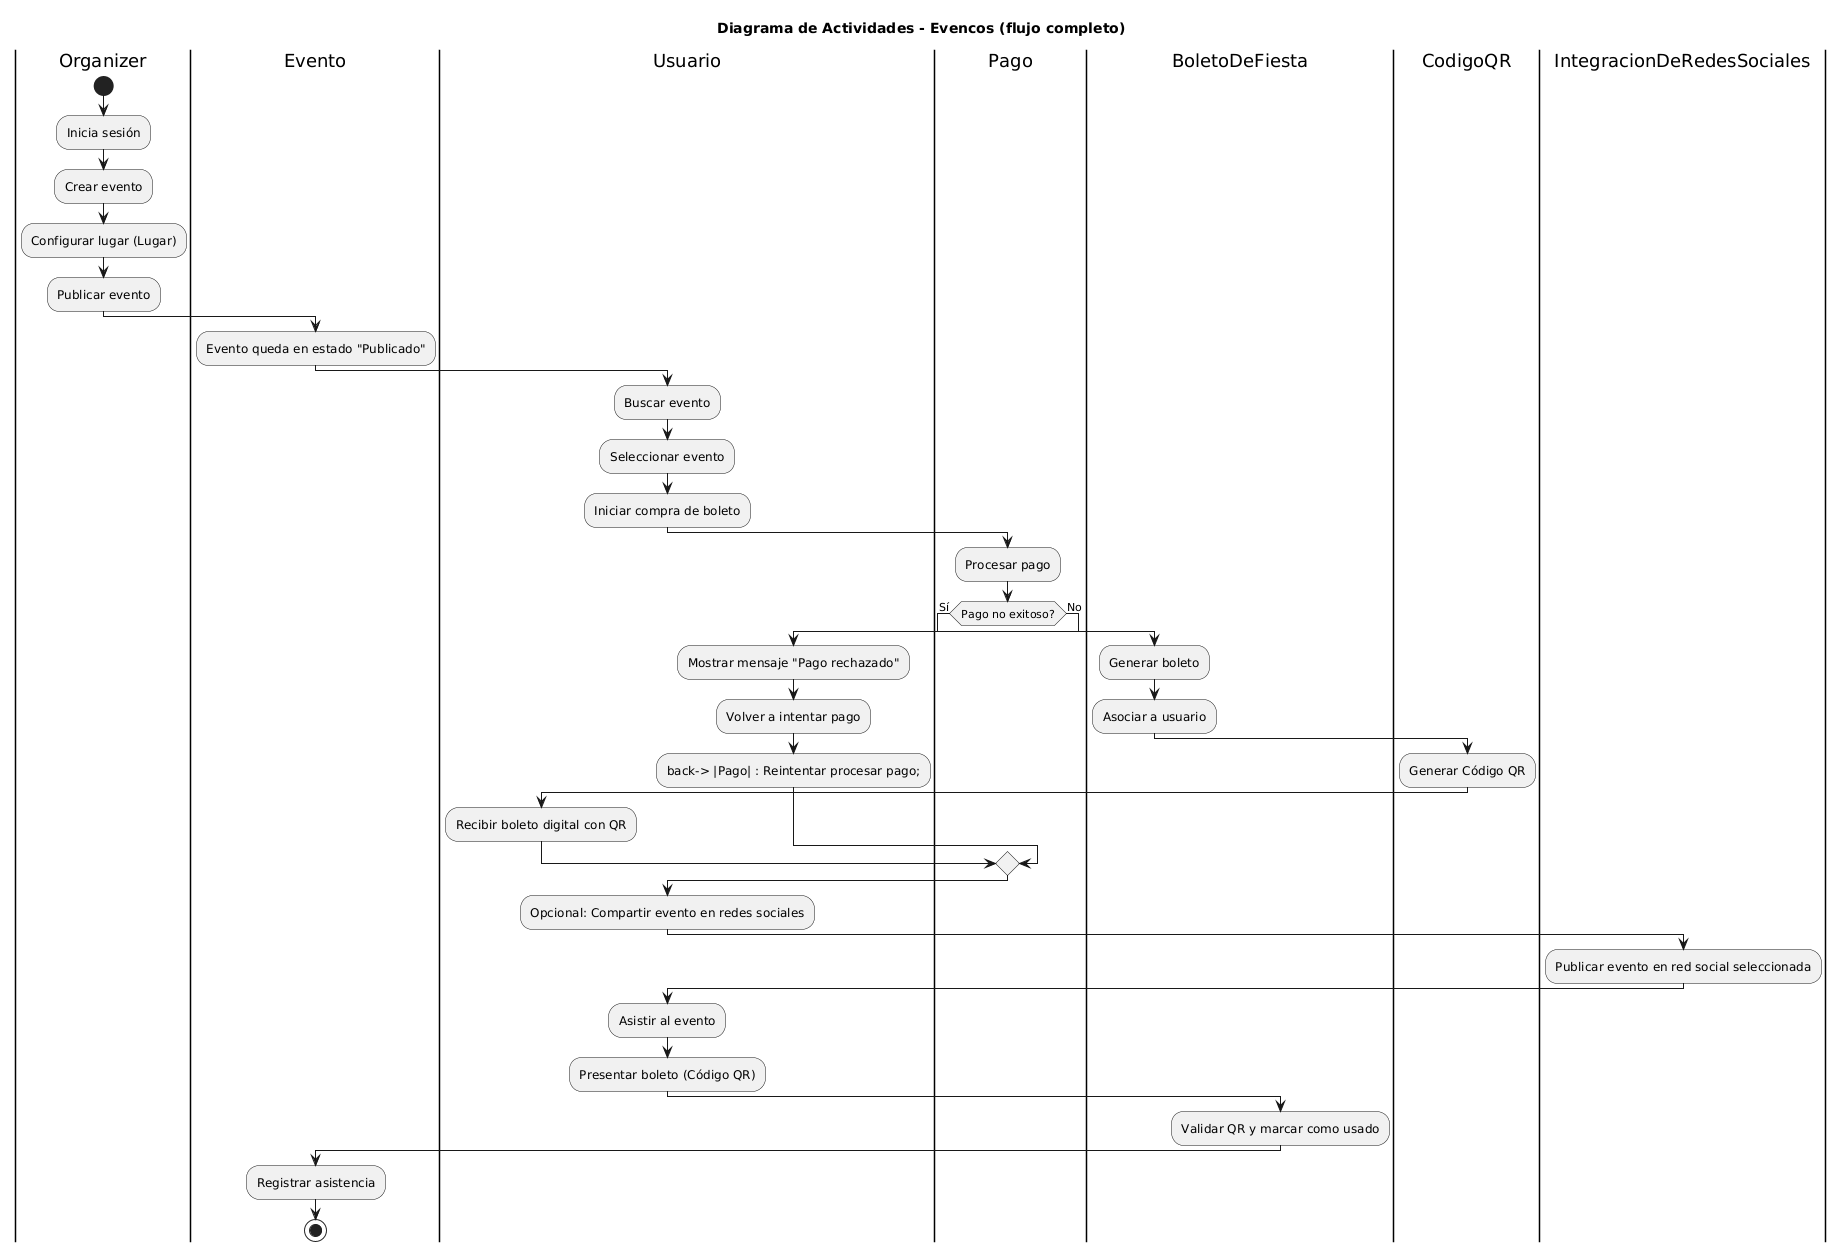 Diagrama de Actividades - Evencos (flujo completo)
Organizer
Evento
Usuario
Pago
BoletoDeFiesta
CodigoQR
IntegracionDeRedesSociales
Inicia sesión
Crear evento
Configurar lugar (Lugar)
Publicar evento
Evento queda en estado "Publicado"
Buscar evento
Seleccionar evento
Iniciar compra de boleto
Procesar pago
Sí
Pago no exitoso?
No
Mostrar mensaje "Pago rechazado"
Generar boleto
Volver a intentar pago
Asociar a usuario
back-> |Pago| : Reintentar procesar pago;
Generar Código QR
Recibir boleto digital con QR
Opcional: Compartir evento en redes sociales
Publicar evento en red social seleccionada
Asistir al evento
Presentar boleto (Código QR)
Validar QR y marcar como usado
Registrar asistencia